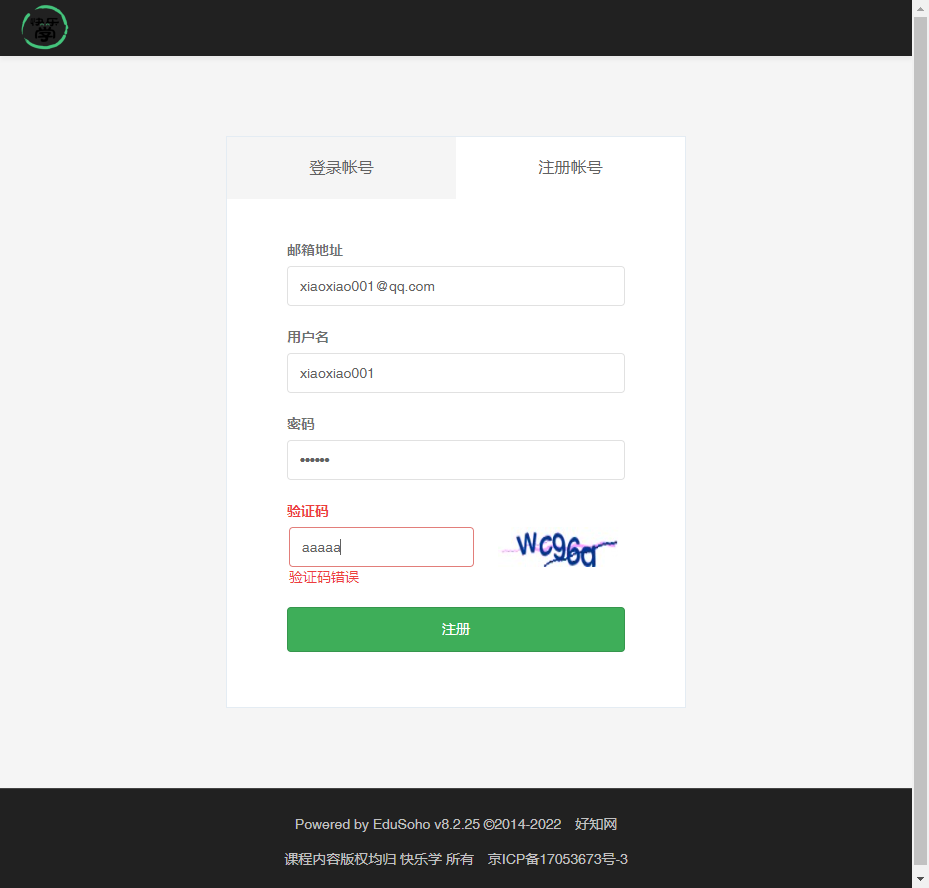 快乐
学
登录帐号
注册帐号
邮箱地址
xiaoxiao001@qq.com
用户名
xiaoxiao001
密码
••••••
验证码
aaaaa
验证码错误
注册
Powered by EduSoho v8.2.25 ©2014-2022 好知网
课程内容版权均归 快乐学 所有 京ICP备17053673号-3